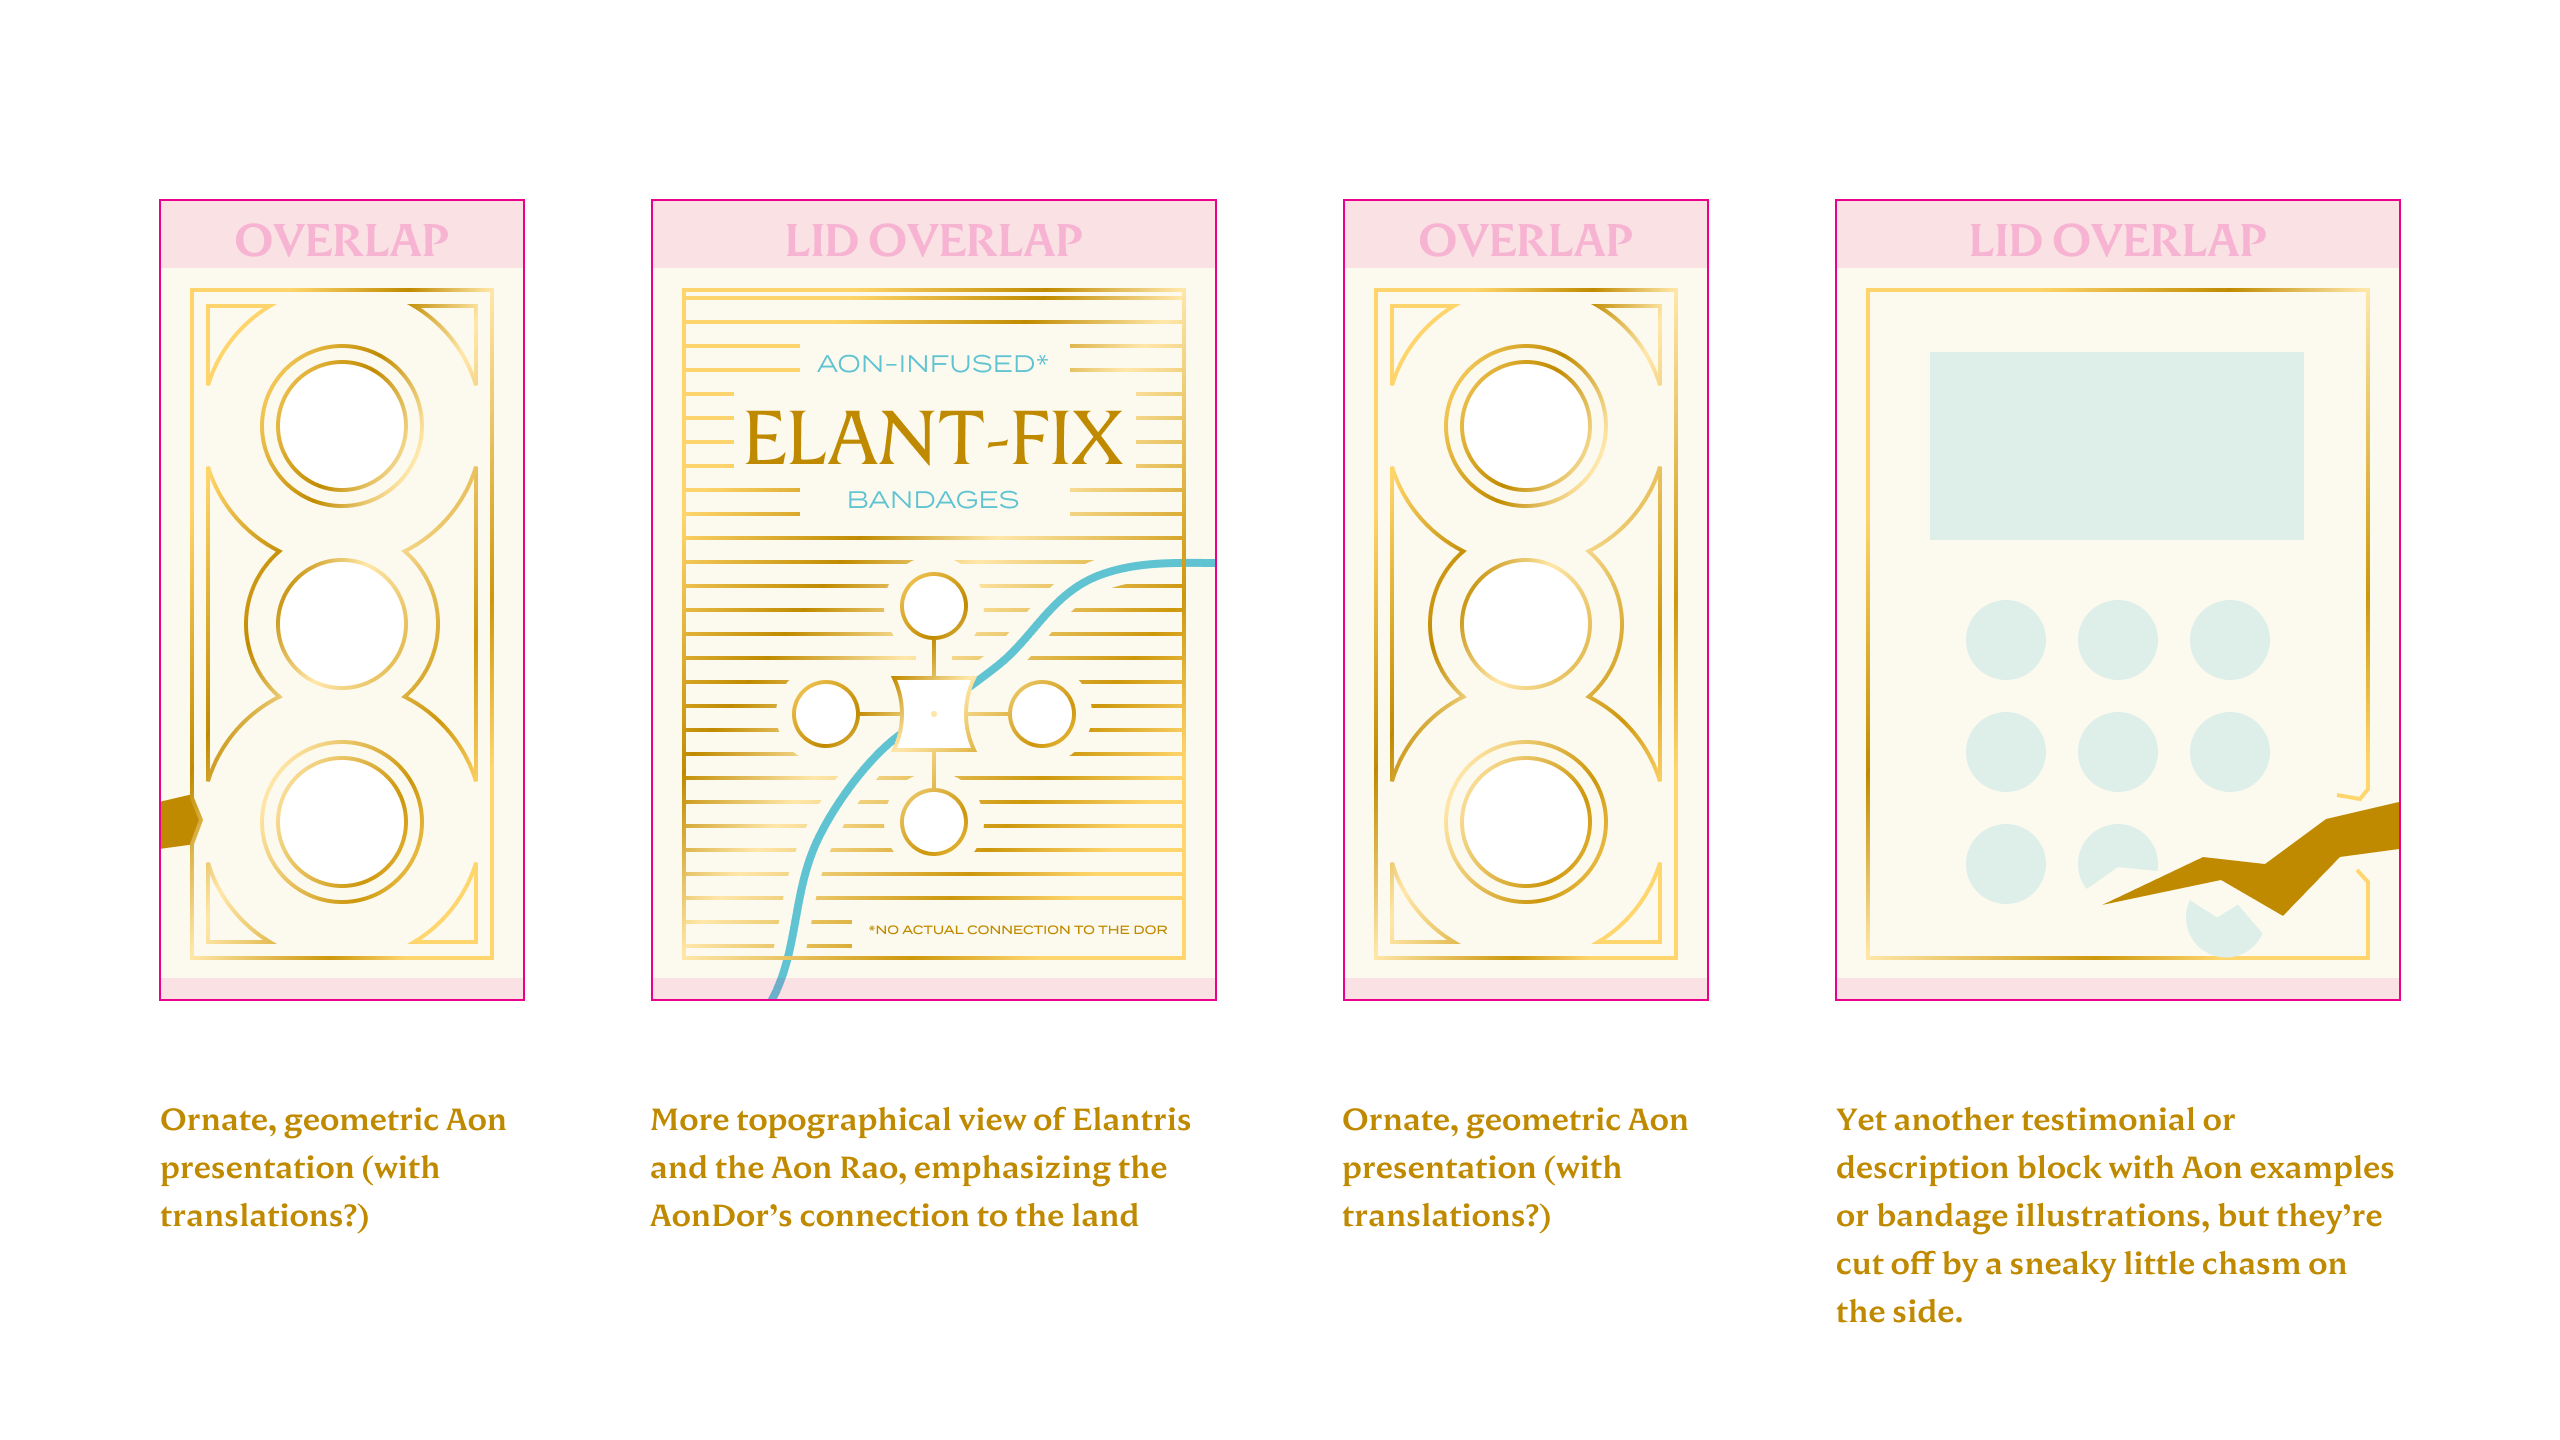 OVERLAP
LID OVERLAP
OVERLAP
LID OVERLAP
AON-INFUSED*
ELANT-FIX
BANDAGES
*NO ACTUAL CONNECTION TO THE DOR
Ornate, geometric Aon
presentation (with
translations?)
More topographical view of Elantris
and the Aon Rao, emphasizing the
AonDor’s connection to the land
Ornate, geometric Aon
presentation (with
translations?)
Yet another testimonial or
description block with Aon examples
or bandage illustrations, but they’re
cut off by a sneaky little chasm on
the side.